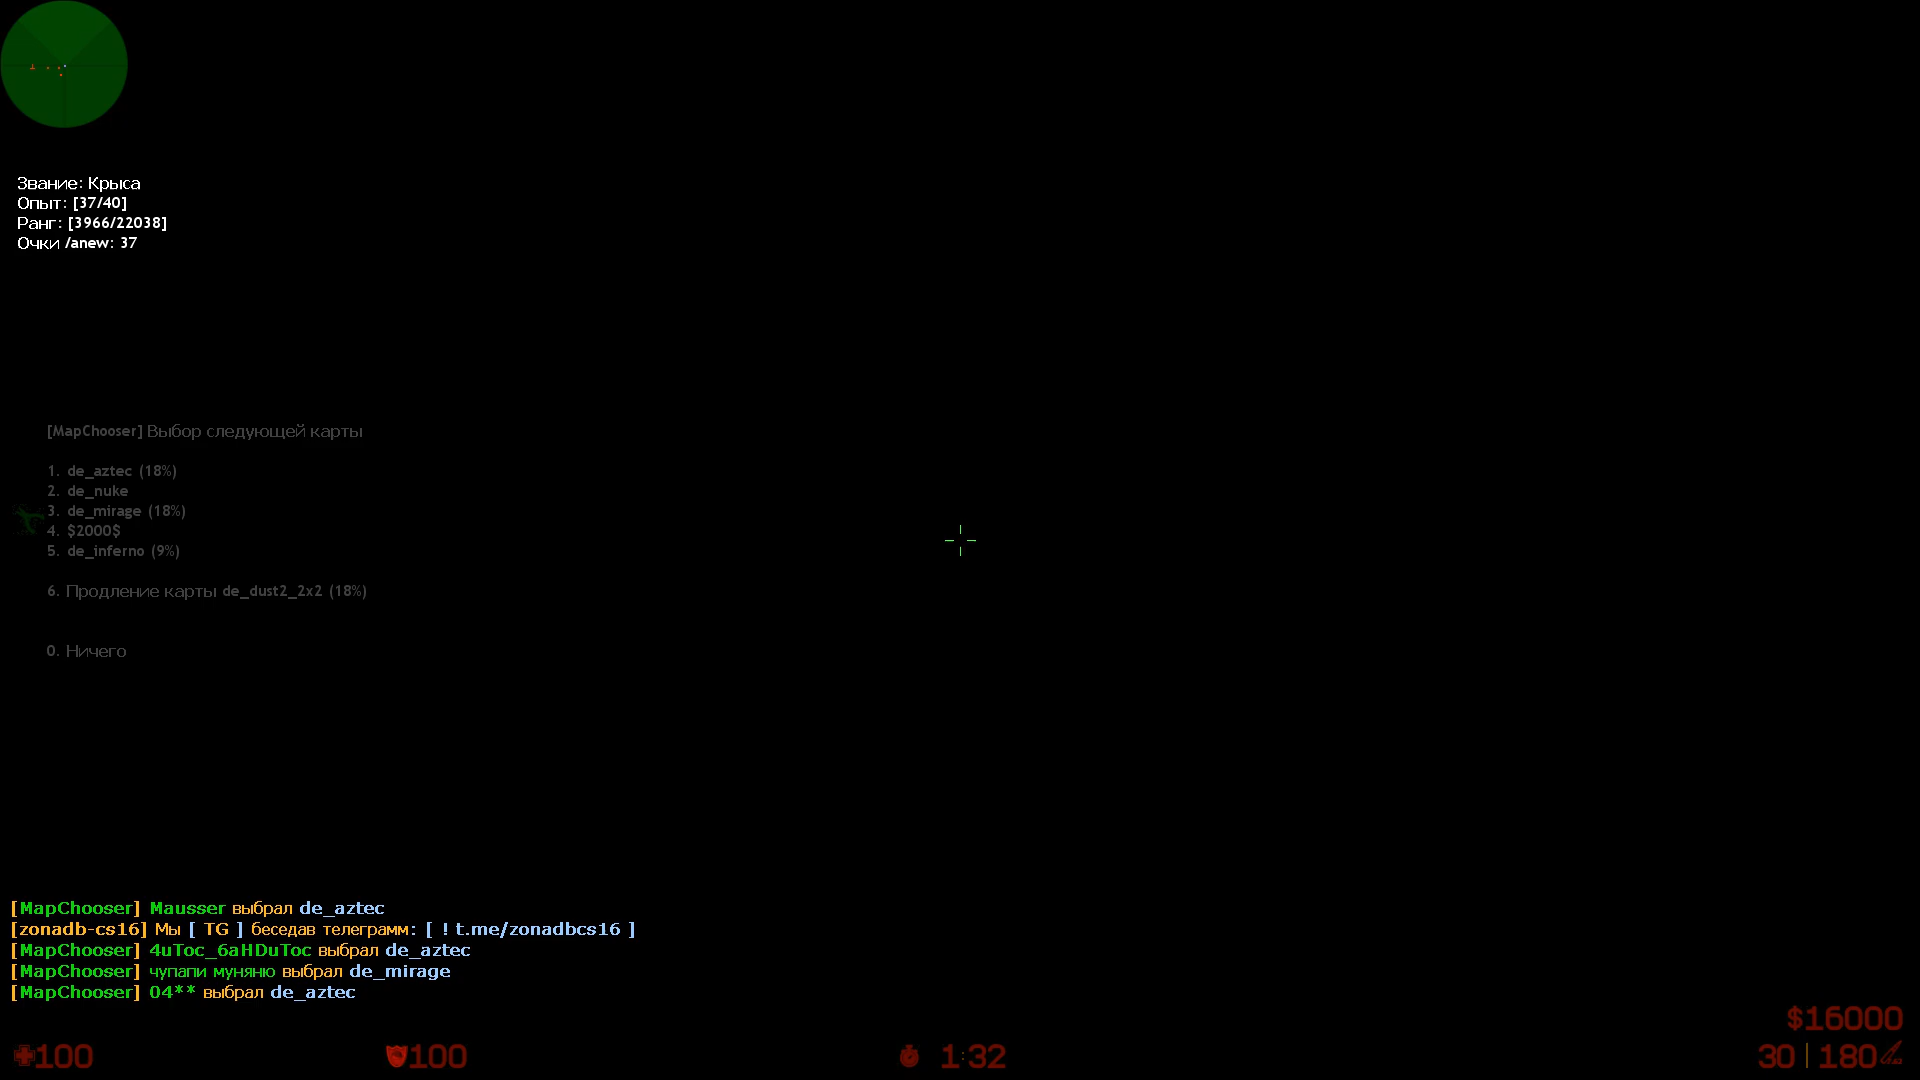 Звание: Крыса
Опыт: [37/40]
Ранг: [3966/22038]
Очки /anew: 37
[MapChooser] Выбор следующей карты
1. de_aztec (18%)
2. de_nuke
3. de_mirage (18%)
4. $2000$
5. de_inferno (9%)
6. Продление карты de_dust2_2x2 (18%)
0. Ничего
[MapChooser] Mausser выбрал de_aztec
[zonadb-cs16] Мы [ TG ] беседав телеграмм: [ ! t.me/zonadbcs16 ]
[MapChooser] 4uToc_6aHDuToc выбрал de_aztec
[MapChooser] чупапи муняню выбрал de_mirage
[MapChooser] 04** выбрал de_aztec
$16000
100 100 1:32 30 | 180